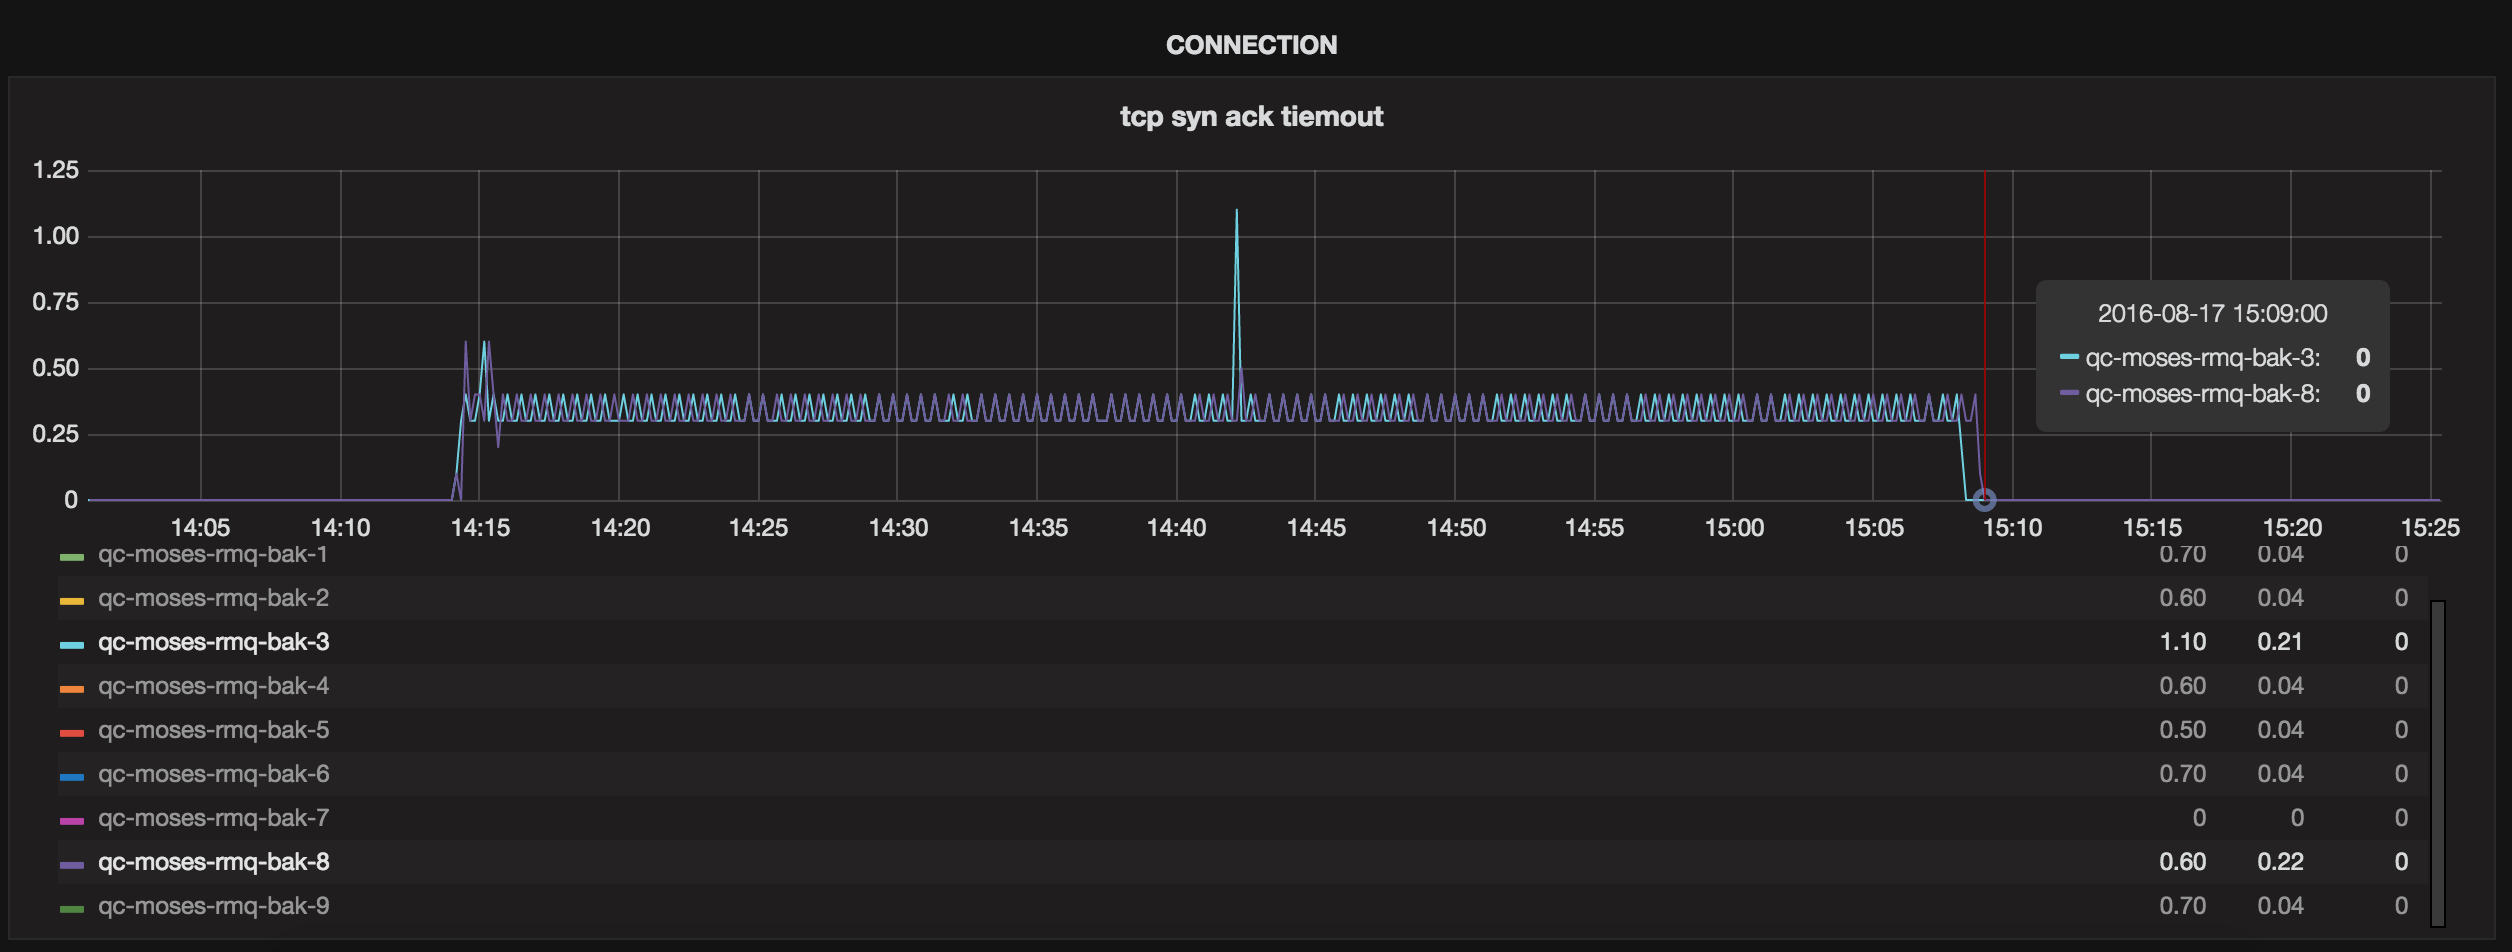 CONNECTION
tcp syn ack tiemout
1.25
1.00
0.75
0.50
0.25
0
2016-08-17 15:09:00
qc-moses-rmq-bak-3: 0
qc-moses-rmq-bak-8: 0
14:05 14:10 14:15 14:20 14:25 14:30 14:35 14:40 14:45 14:50 14:55 15:00 15:05 15:10 15:15 15:20 15:25
qc-moses-rmq-bak-1 0.70 0.04 0
qc-moses-rmq-bak-2 0.60 0.04 0
qc-moses-rmq-bak-3 1.10 0.21 0
qc-moses-rmq-bak-4 0.60 0.04 0
qc-moses-rmq-bak-5 0.50 0.04 0
qc-moses-rmq-bak-6 0.70 0.04 0
qc-moses-rmq-bak-7 0 0 0
qc-moses-rmq-bak-8 0.60 0.22 0
qc-moses-rmq-bak-9 0.70 0.04 0